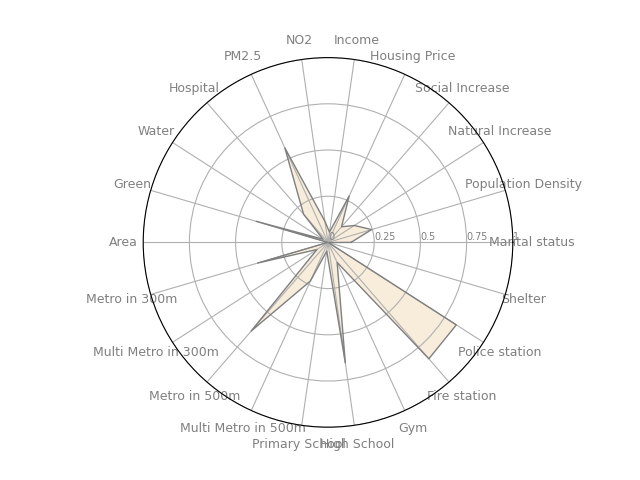 NO2
Income
PM2.5
Housing Price
Hospital
Social Increase
Water
Natural Increase
Green
Population Density
Area
0
0.25
0.5
0.75
1
Marital status
Metro in 300m
Shelter
Multi Metro in 300m
Police station
Metro in 500m
Fire station
Multi Metro in 500m
Gym
Primary School
High School